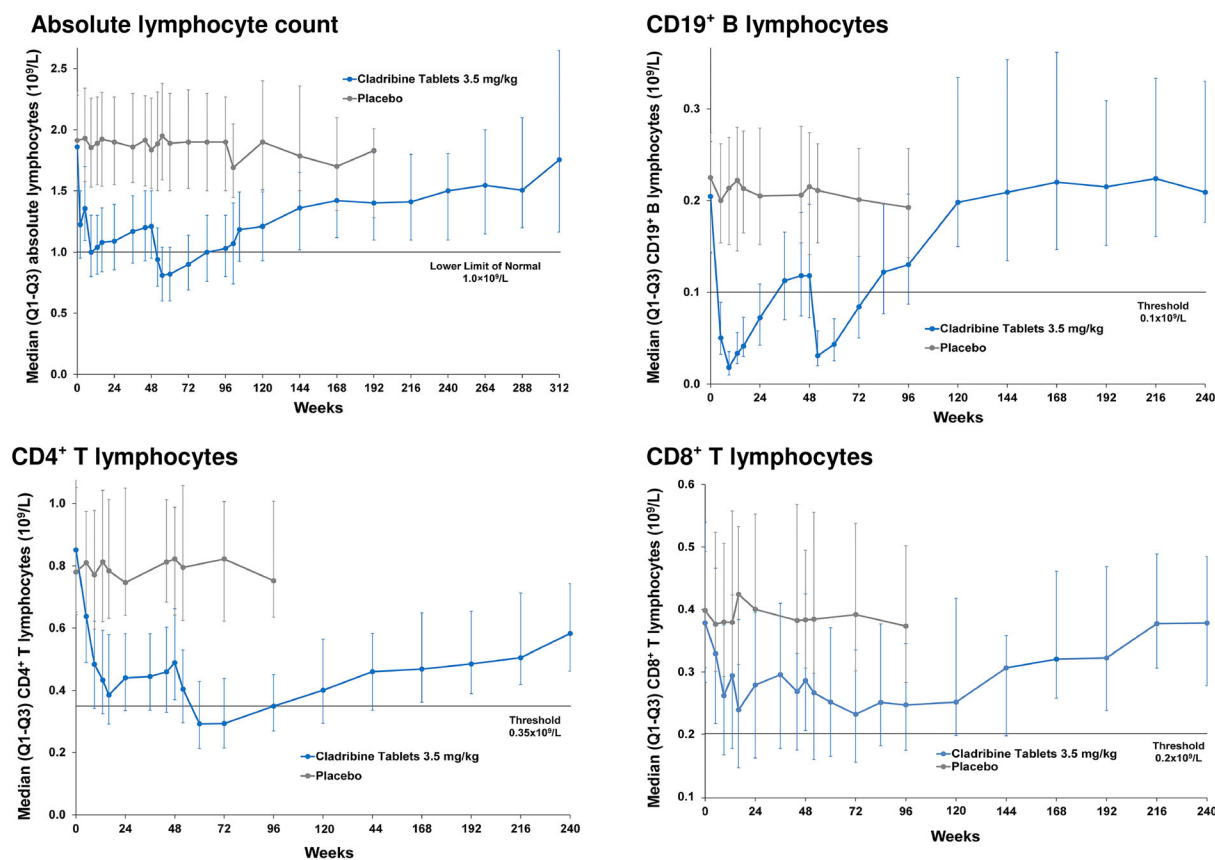 Absolute lymphocyte count
Median (Q1-Q3) absolute lymphocytes (10⁹/L)
2.5
2.0
1.5
1.0
0.5
0.0
Cladribine Tablets 3.5 mg/kg
Placebo
Lower Limit of Normal
1.0×10⁹/L
0 24 48 72 96 120 144 168 192 216 240 264 288 312
Weeks
CD19⁺ B lymphocytes
Median (Q1-Q3) CD19⁺ B lymphocytes (10⁹/L)
0.3
0.2
0.1
0.0
Threshold
0.1x10⁹/L
Cladribine Tablets 3.5 mg/kg
Placebo
0 24 48 72 96 120 144 168 192 216 240
Weeks
CD4⁺ T lymphocytes
Median (Q1-Q3) CD4⁺ T lymphocytes (10⁹/L)
1.0
0.8
0.6
0.4
0.2
0.0
Threshold
0.35x10⁹/L
Cladribine Tablets 3.5 mg/kg
Placebo
0 24 48 72 96 120 44 168 192 216 240
Weeks
CD8⁺ T lymphocytes
Median (Q1-Q3) CD8⁺ T lymphocytes (10⁹/L)
0.6
0.5
0.4
0.3
0.2
0.1
Cladribine Tablets 3.5 mg/kg
Placebo
Threshold
0.2x10⁹/L
0 24 48 72 96 120 144 168 192 216 240
Weeks